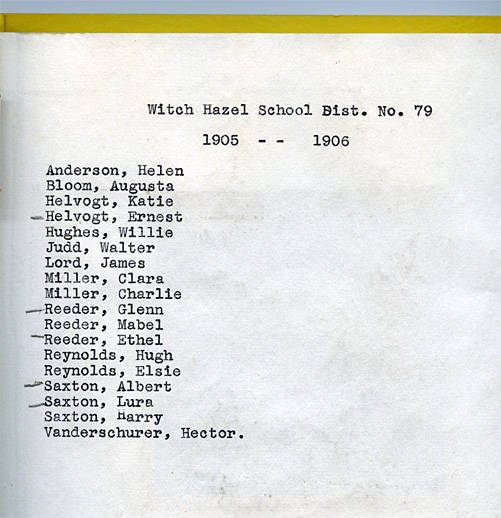 Witch Hazel School Dist. No. 79
1905 - - 1906
Anderson, Helen
Bloom, Augusta
Helvogt, Katie
Helvogt, Ernest
Hughes, Willie
Judd, Walter
Lord, James
Miller, Clara
Miller, Charlie
Reeder, Glenn
Reeder, Mabel
Reeder, Ethel
Reynolds, Hugh
Reynolds, Elsie
Saxton, Albert
Saxton, Lura
Saxton, Harry
Vanderschurer, Hector.